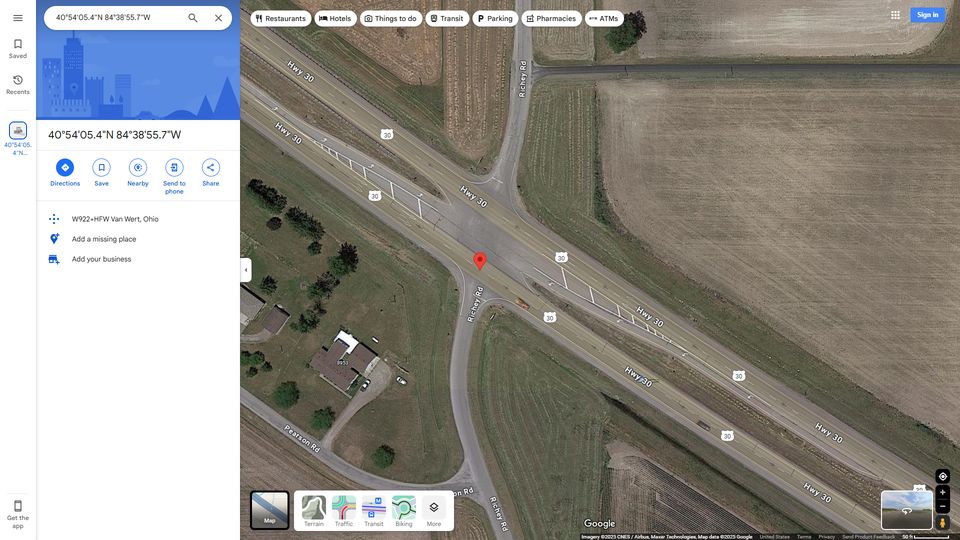 40°54'05.4"N 84°38'55.7"W
Restaurants
Hotels
Things to do
Transit
Parking
Pharmacies
ATMs
Sign in
Saved
Recents
40°54'05.
4"N...
40°54'05.4"N 84°38'55.7"W
Directions
Save
Nearby
Send to
phone
Share
W922+HFW Van Wert, Ohio
Add a missing place
Add your business
Get the
app
Hwy 30
Richey Rd
Hwy 30
30
30
Hwy 30
30
Richey Rd
30
Hwy 30
8953
Hwy 30
30
Pearson Rd
30
Hwy 30
Hwy 30
on Rd
Richey Rd
Map
Terrain
Traffic
Transit
Biking
More
Google
Imagery ©2025 CNES / Airbus, Maxar Technologies, Map data ©2025 Google
United States
Terms
Privacy
Send Product Feedback
50 ft